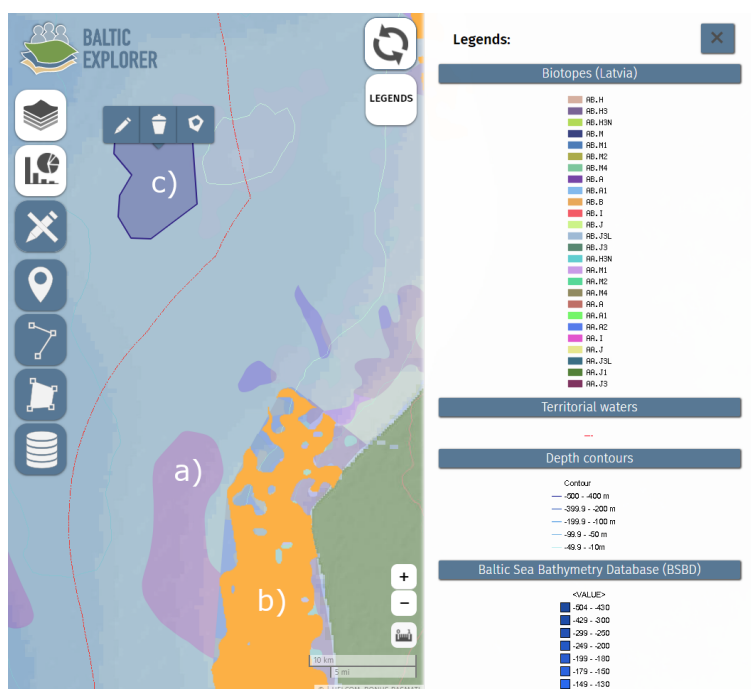 BALTIC
EXPLORER
LEGENDS
c)
a)
b)
+
−
10 km
5 mi
Legends:
Biotopes (Latvia)
AB.H
AB.H3
AB.H3N
AB.M
AB.M1
AB.M2
AB.M4
AB.A
AB.A1
AB.B
AB.I
AB.J
AB.J3L
AB.J3
AA.H3N
AA.M1
AA.M2
AA.M4
AA.A
AA.A1
AA.A2
AA.I
AA.J
AA.J3L
AA.J1
AA.J3
Territorial waters
Depth contours
Contour
-500 - -400 m
-399.9 - -200 m
-199.9 - -100 m
-99.9 - -50 m
-49.9 - -10m
Baltic Sea Bathymetry Database (BSBD)
<VALUE>
-504 - -430
-429 - -300
-299 - -250
-249 - -200
-199 - -180
-179 - -150
-149 - -130